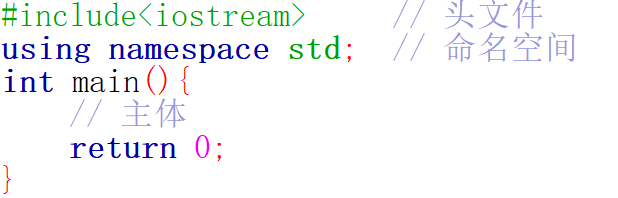 #include<iostream>     // 头文件
using namespace std;  // 命名空间
int main(){
    // 主体
    return 0;
}